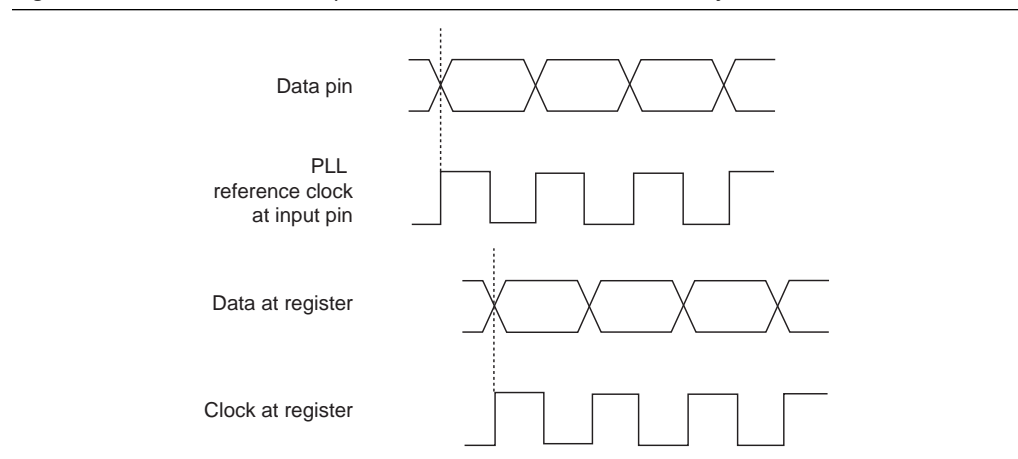 Data pin
PLL
reference clock
at input pin
Data at register
Clock at register